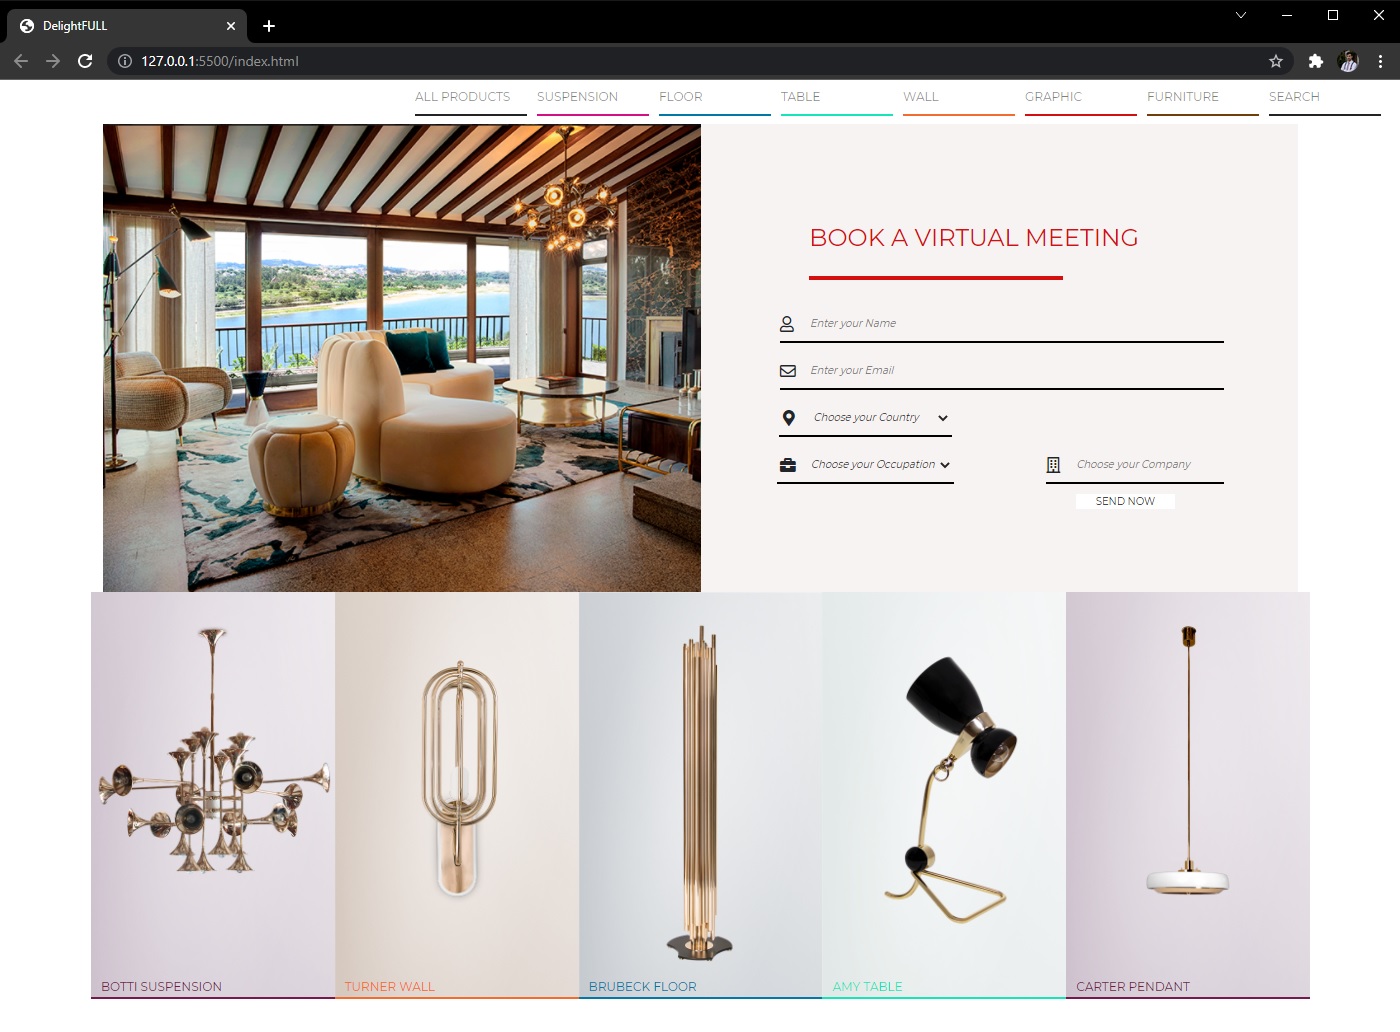 DelightFULL
127.0.0.1:5500/index.html
ALL PRODUCTS SUSPENSION FLOOR TABLE WALL GRAPHIC FURNITURE SEARCH
BOOK A VIRTUAL MEETING
Enter your Name
Enter your Email
Choose your Country
Choose your Occupation Choose your Company
SEND NOW
BOTTI SUSPENSION TURNER WALL BRUBECK FLOOR AMY TABLE CARTER PENDANT